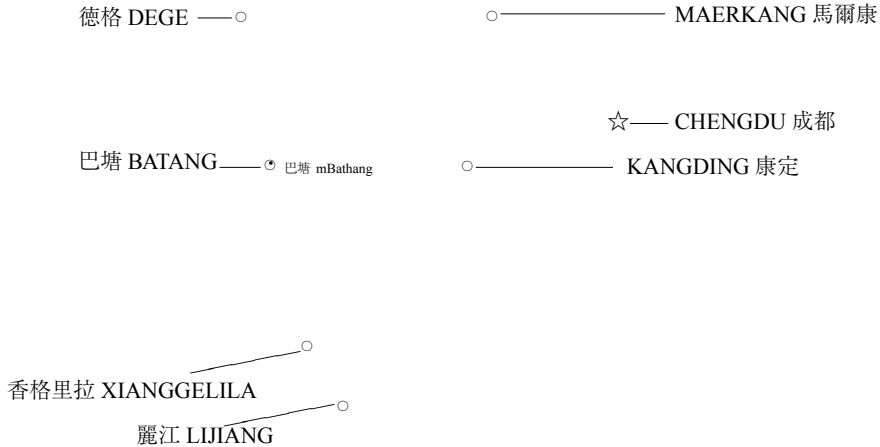 徳格 DEGE
MAERKANG 馬爾康
CHENGDU 成都
巴塘 BATANG
巴塘 mBathang
KANGDING 康定
香格里拉 XIANGGELILA
麗江 LIJIANG